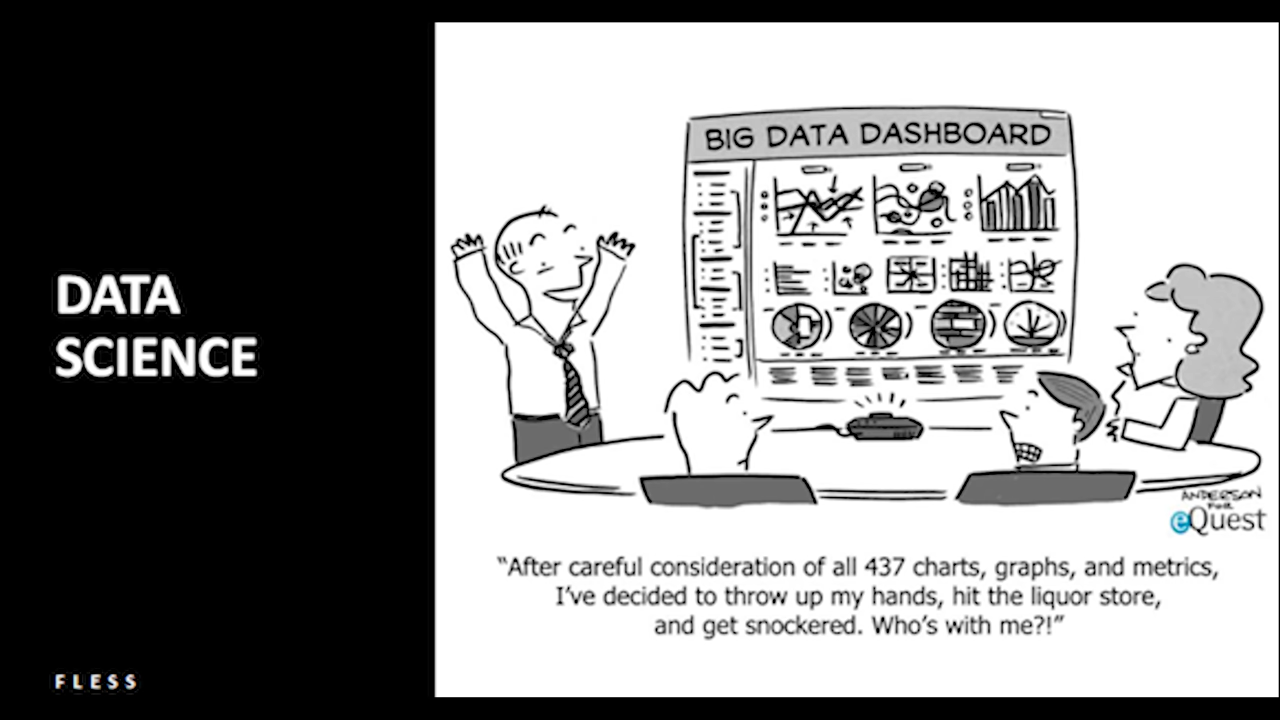 DATA
SCIENCE
FLESS
BIG DATA DASHBOARD
ANDERSON
FOR
eQuest
“After careful consideration of all 437 charts, graphs, and metrics,
I’ve decided to throw up my hands, hit the liquor store,
and get snockered. Who’s with me?!”